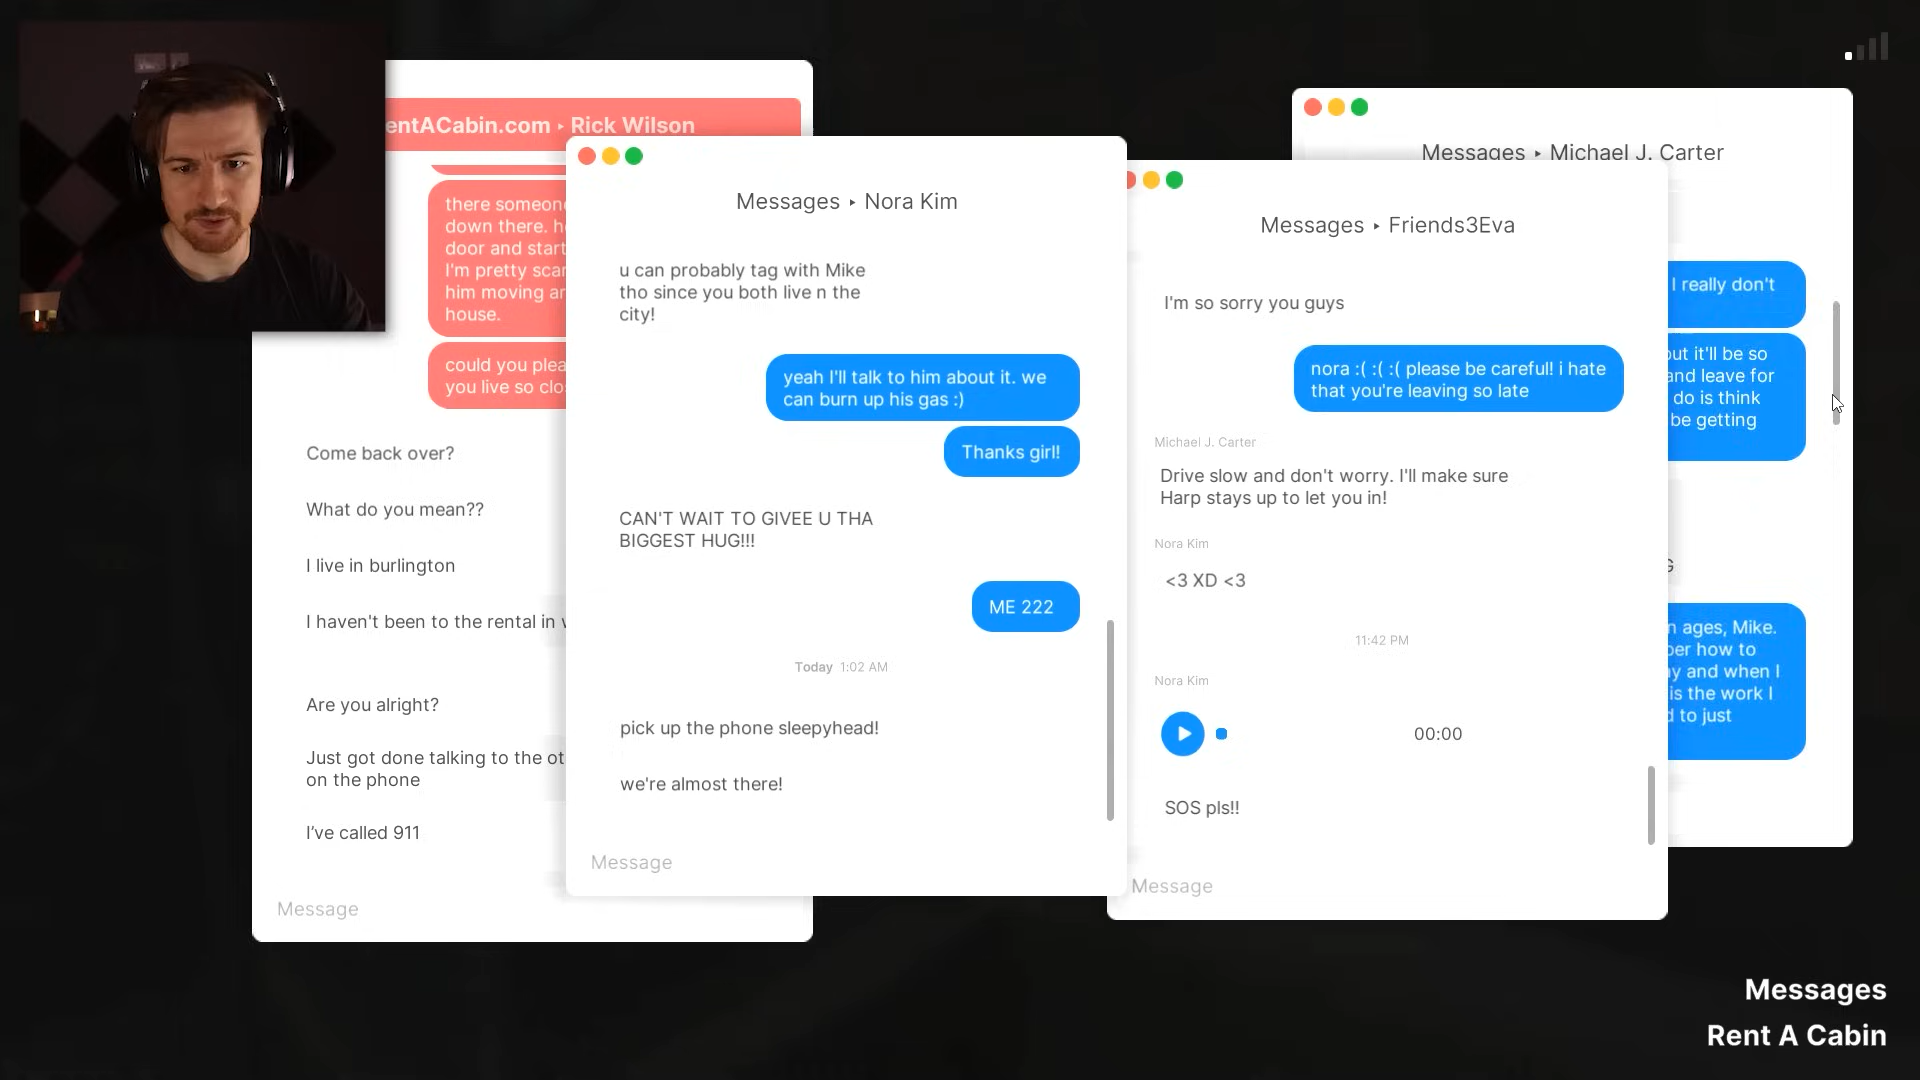 entACabin.com ‣ Rick Wilson
there someon
down there. h
door and start
I'm pretty scar
him moving ar
house.
could you plea
you live so clo
Come back over?
What do you mean??
I live in burlington
I haven't been to the rental in
Are you alright?
Just got done talking to the ot
on the phone
I've called 911
Message
Messages ‣ Nora Kim
u can probably tag with Mike
tho since you both live n the
city!
yeah I'll talk to him about it. we
can burn up his gas :)
Thanks girl!
CAN'T WAIT TO GIVEE U THA
BIGGEST HUG!!!
ME 222
Today 1:02 AM
pick up the phone sleepyhead!
we're almost there!
Message
Messages ‣ Friends3Eva
I'm so sorry you guys
nora :( :( :( please be careful! i hate
that you're leaving so late
Michael J. Carter
Drive slow and don't worry. I'll make sure
Harp stays up to let you in!
Nora Kim
<3 XD <3
11:42 PM
Nora Kim
00:00
SOS pls!!
Message
Messages ‣ Michael J. Carter
I really don't
but it'll be so
and leave for
do is think
be getting
G
n ages, Mike.
ber how to
ay and when I
is the work I
d to just
Messages
Rent A Cabin